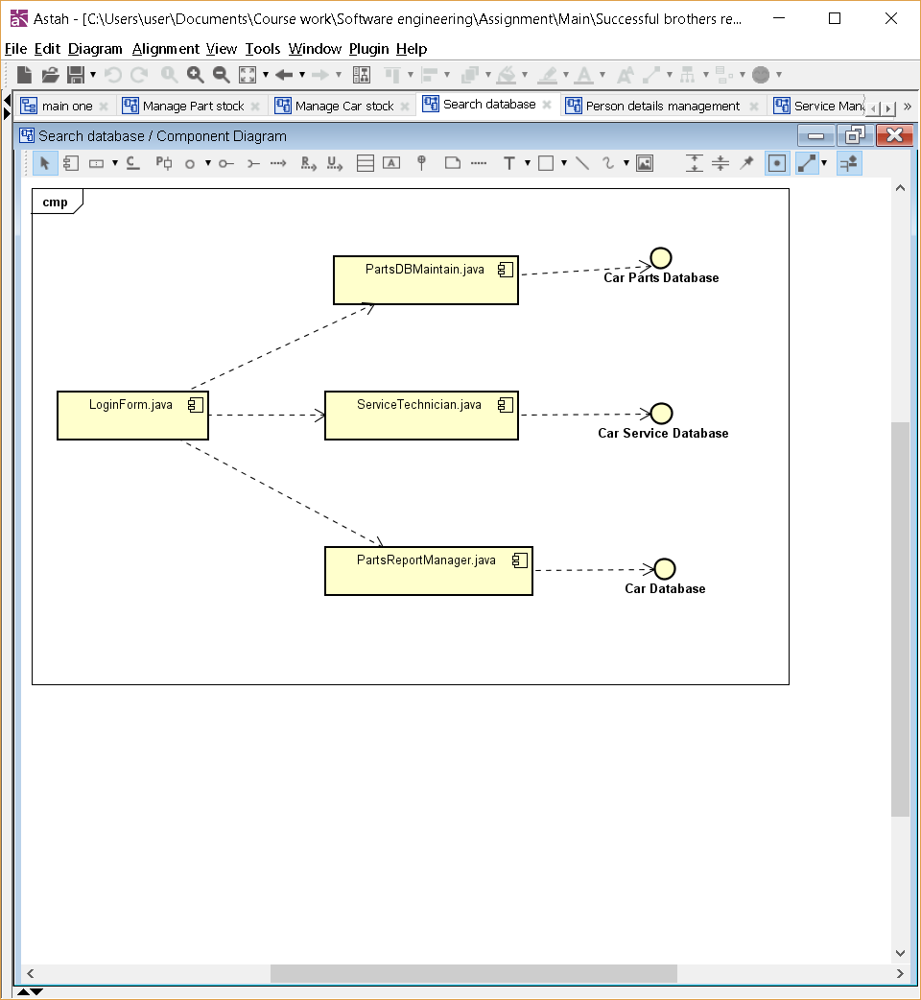 Astah - [C:\Users\user\Documents\Course work\Software engineering\Assignment\Main\Successful brothers re...
File Edit Diagram Alignment View Tools Window Plugin Help
main one Manage Part stock Manage Car stock Search database Person details management Service Man
Search database / Component Diagram
cmp
PartsDBMaintain.java
Car Parts Database
LoginForm.java
ServiceTechnician.java
Car Service Database
PartsReportManager.java
Car Database